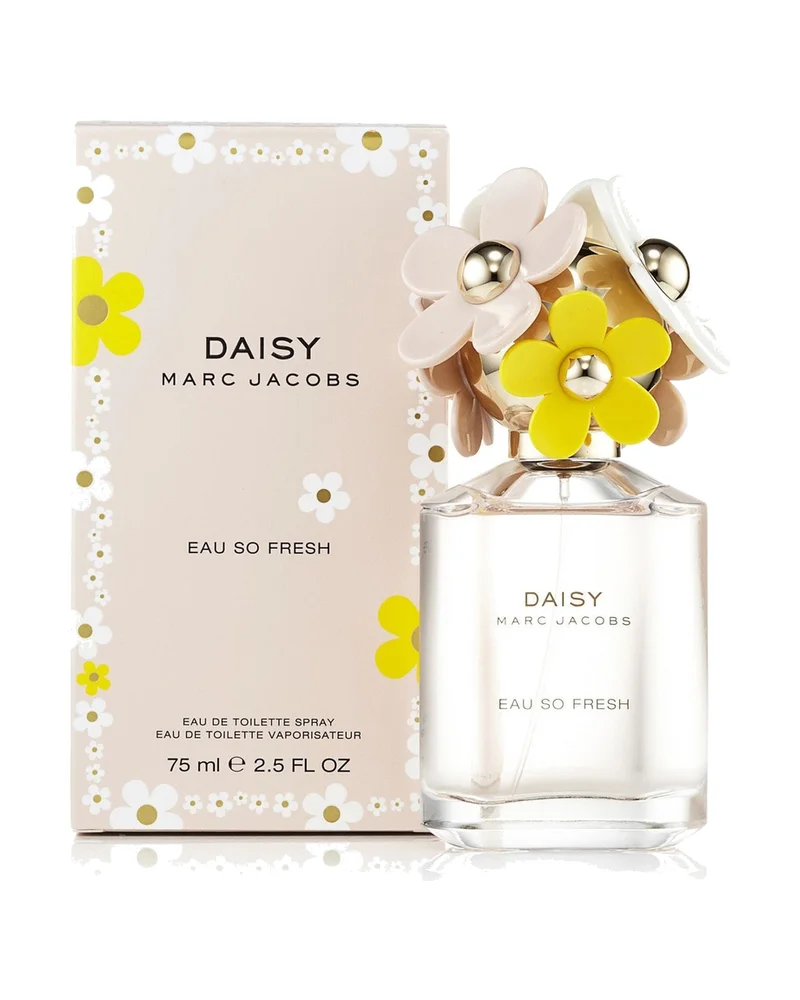 DAISY
MARC JACOBS
EAU SO FRESH
EAU DE TOILETTE SPRAY
EAU DE TOILETTE VAPORISATEUR
75 ml ℮ 2.5 FL OZ
DAISY
MARC JACOBS
EAU SO FRESH